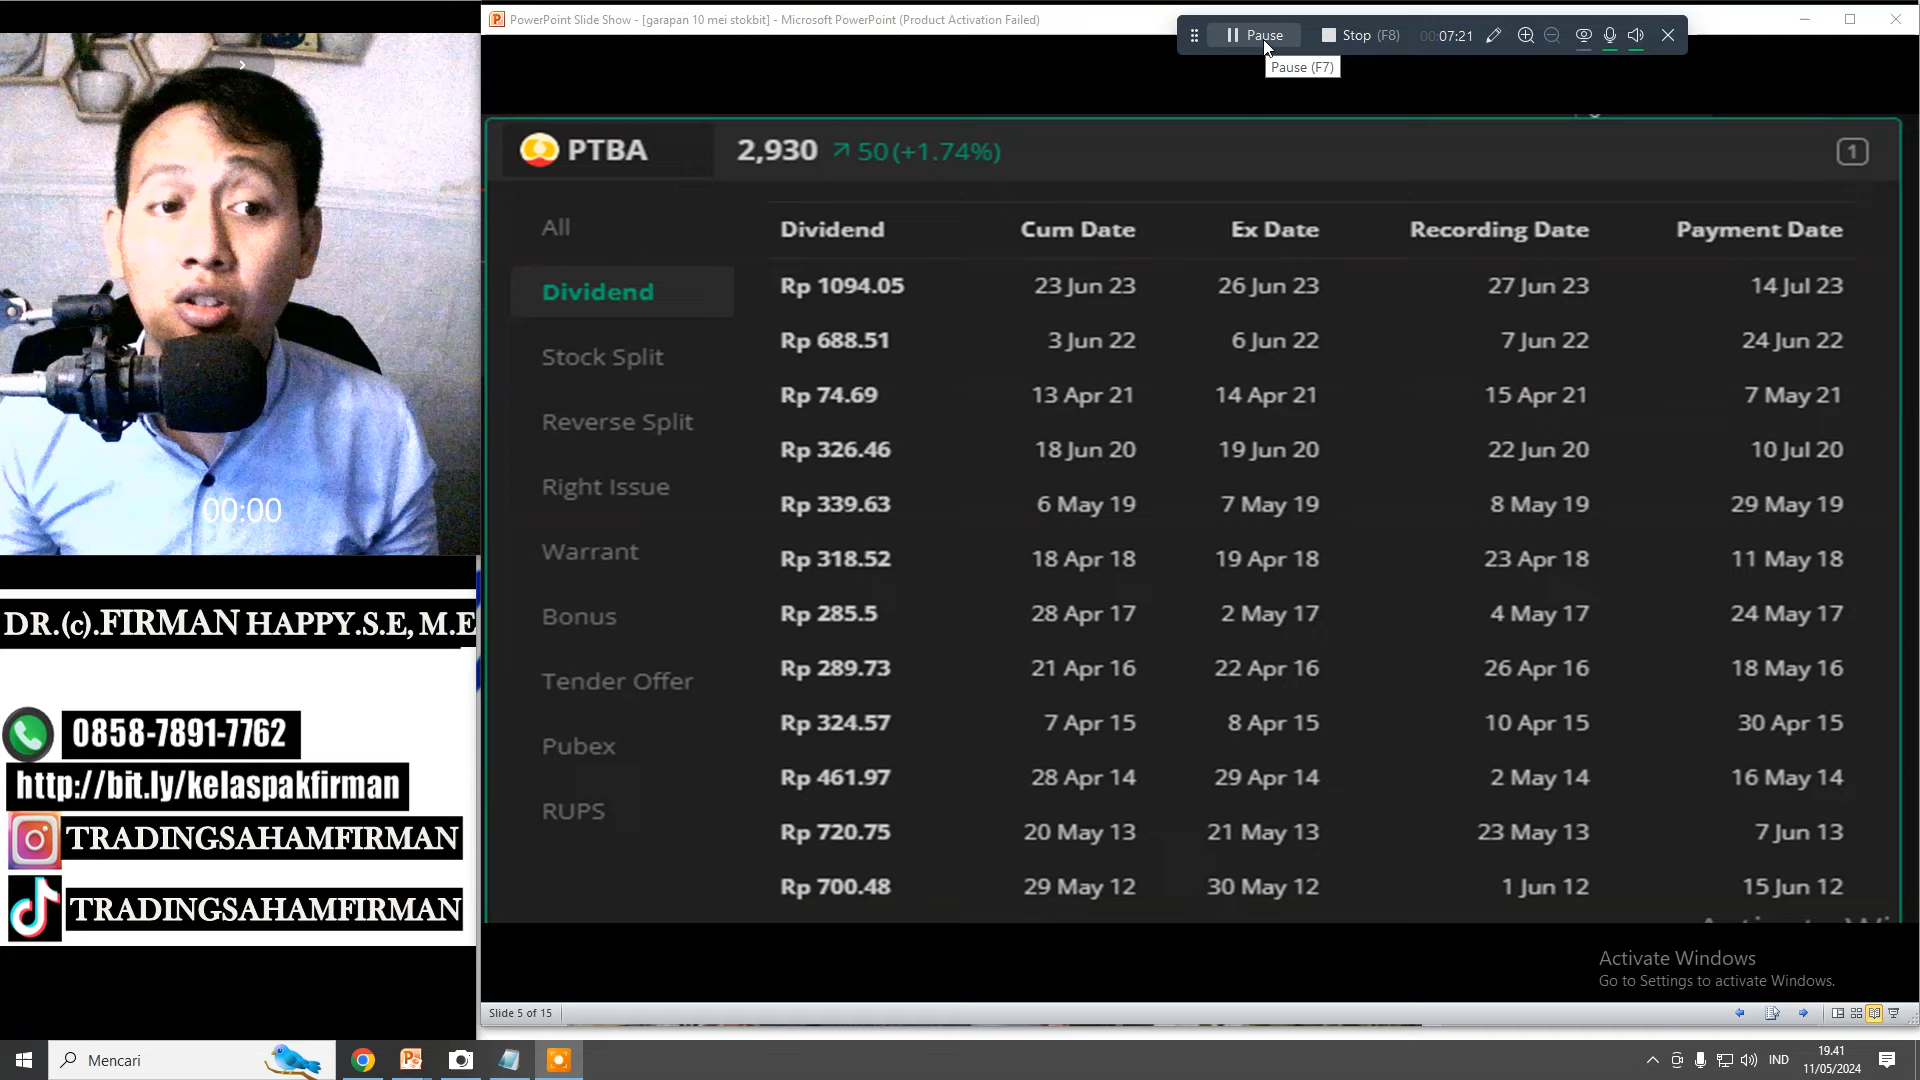 PowerPoint Slide Show - [garapan 10 mei stokbit] - Microsoft PowerPoint (Product Activation Failed)
Pause
Stop (F8)
00:07:21
Pause (F7)
PTBA
2,930
50 (+1.74%)
1
All
Dividend
Stock Split
Reverse Split
Right Issue
Warrant
Bonus
Tender Offer
Pubex
RUPS
Dividend Cum Date Ex Date Recording Date Payment Date
Rp 1094.05 23 Jun 23 26 Jun 23 27 Jun 23 14 Jul 23
Rp 688.51 3 Jun 22 6 Jun 22 7 Jun 22 24 Jun 22
Rp 74.69 13 Apr 21 14 Apr 21 15 Apr 21 7 May 21
Rp 326.46 18 Jun 20 19 Jun 20 22 Jun 20 10 Jul 20
Rp 339.63 6 May 19 7 May 19 8 May 19 29 May 19
Rp 318.52 18 Apr 18 19 Apr 18 23 Apr 18 11 May 18
Rp 285.5 28 Apr 17 2 May 17 4 May 17 24 May 17
Rp 289.73 21 Apr 16 22 Apr 16 26 Apr 16 18 May 16
Rp 324.57 7 Apr 15 8 Apr 15 10 Apr 15 30 Apr 15
Rp 461.97 28 Apr 14 29 Apr 14 2 May 14 16 May 14
Rp 720.75 20 May 13 21 May 13 23 May 13 7 Jun 13
Rp 700.48 29 May 12 30 May 12 1 Jun 12 15 Jun 12
00:00
DR.(c).FIRMAN HAPPY.S.E, M.E
0858-7891-7762
http://bit.ly/kelaspakfirman
TRADINGSAHAMFIRMAN
TRADINGSAHAMFIRMAN
Activate Windows
Go to Settings to activate Windows.
Slide 5 of 15
Mencari
IND
19.41
11/05/2024